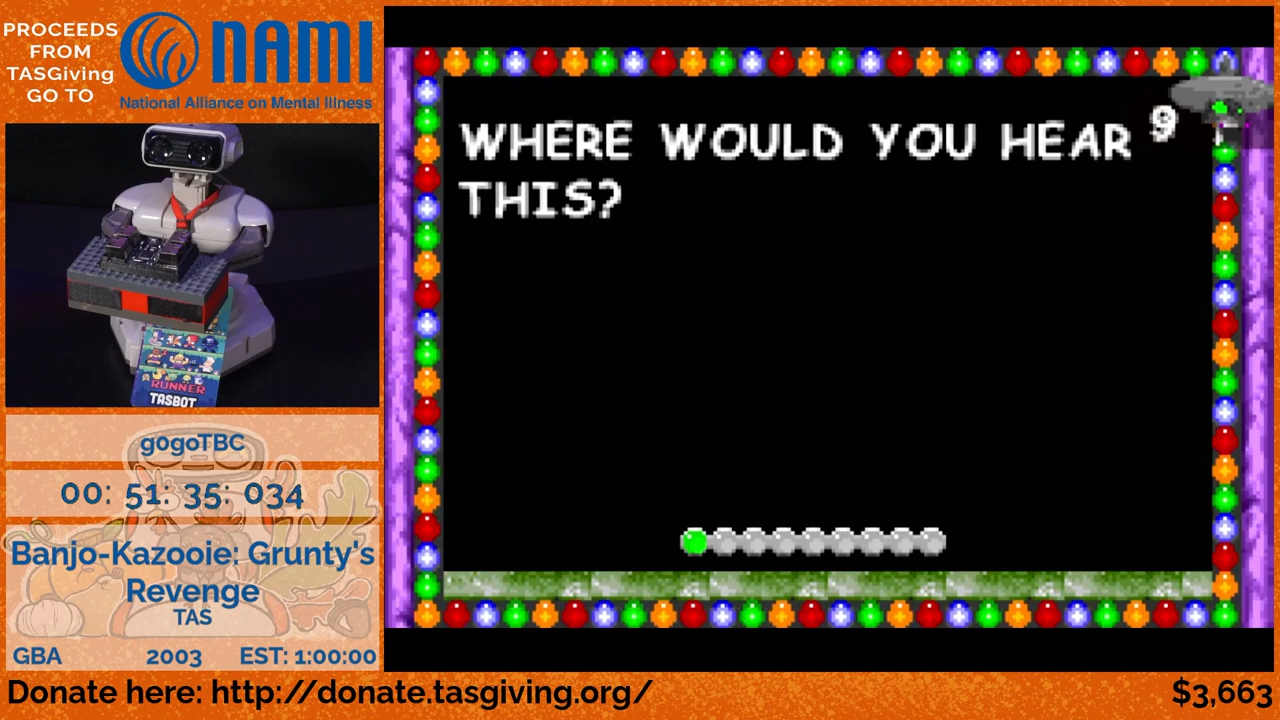 PROCEEDS
FROM
TASGiving
GO TO
NAMI
National Alliance on Mental Illness
WHERE WOULD YOU HEAR
THIS?
9
RUNNER
TASBOT
g0goTBC
00: 51: 35: 034
Banjo-Kazooie: Grunty's
Revenge
TAS
GBA 2003 EST: 1:00:00
Donate here: http://donate.tasgiving.org/ $3,663